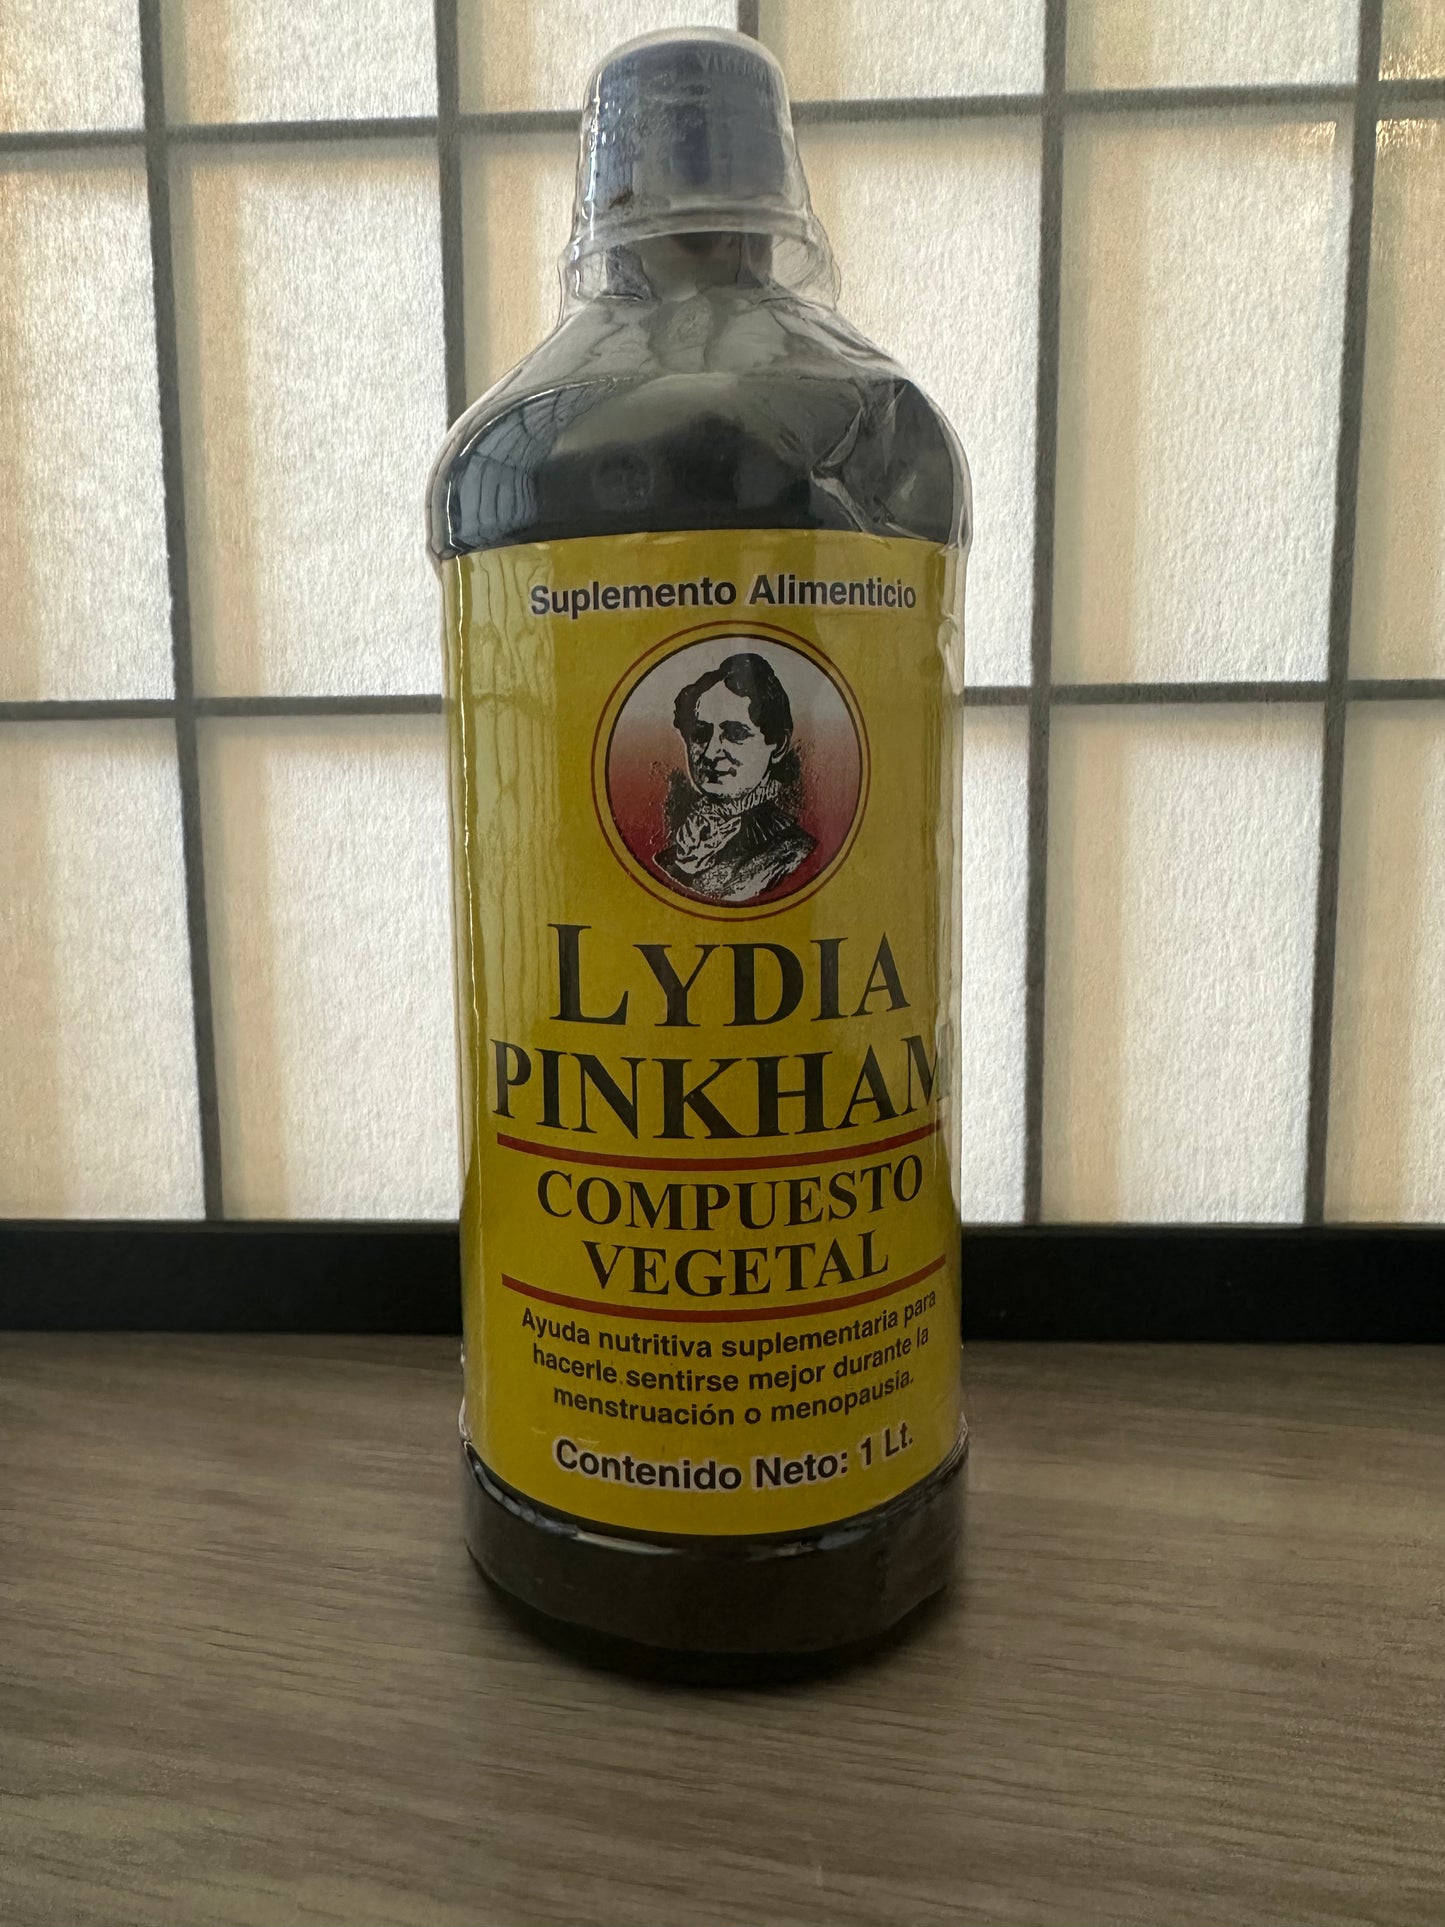 Suplemento Alimenticio
LYDIA
PINKHAM
COMPUESTO
VEGETAL
Ayuda nutritiva suplementaria para
hacerle sentirse mejor durante la
menstruación o menopausia.
Contenido Neto: 1 Lt.